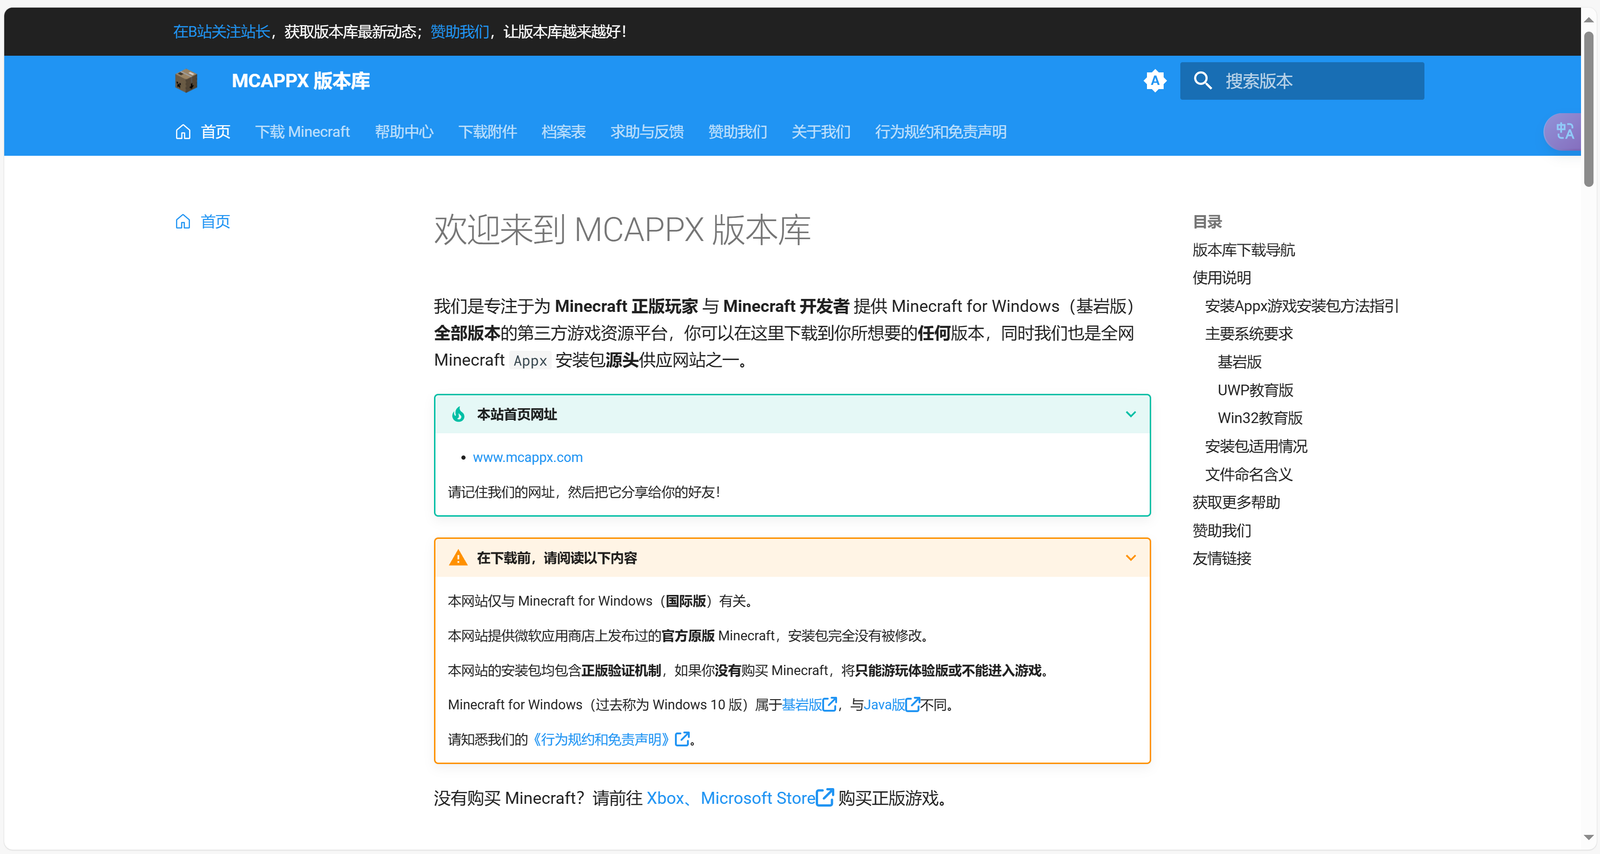 在B站关注站长，获取版本库最新动态；赞助我们，让版本库越来越好！
MCAPPX 版本库
搜索版本
首页 下载 Minecraft 帮助中心 下载附件 档案表 求助与反馈 赞助我们 关于我们 行为规约和免责声明
首页
欢迎来到 MCAPPX 版本库
我们是专注于为 Minecraft 正版玩家 与 Minecraft 开发者 提供 Minecraft for Windows（基岩版）
全部版本的第三方游戏资源平台，你可以在这里下载到你所想要的任何版本，同时我们也是全网
Minecraft Appx 安装包源头供应网站之一。
本站首页网址
• www.mcappx.com
请记住我们的网址，然后把它分享给你的好友！
在下载前，请阅读以下内容
本网站仅与 Minecraft for Windows（国际版）有关。
本网站提供微软应用商店上发布过的官方原版 Minecraft，安装包完全没有被修改。
本网站的安装包均包含正版验证机制，如果你没有购买 Minecraft，将只能游玩体验版或不能进入游戏。
Minecraft for Windows（过去称为 Windows 10 版）属于基岩版，与Java版不同。
请知悉我们的《行为规约和免责声明》。
没有购买 Minecraft？请前往 Xbox、Microsoft Store 购买正版游戏。
目录
版本库下载导航
使用说明
安装Appx游戏安装包方法指引
主要系统要求
基岩版
UWP教育版
Win32教育版
安装包适用情况
文件命名含义
获取更多帮助
赞助我们
友情链接